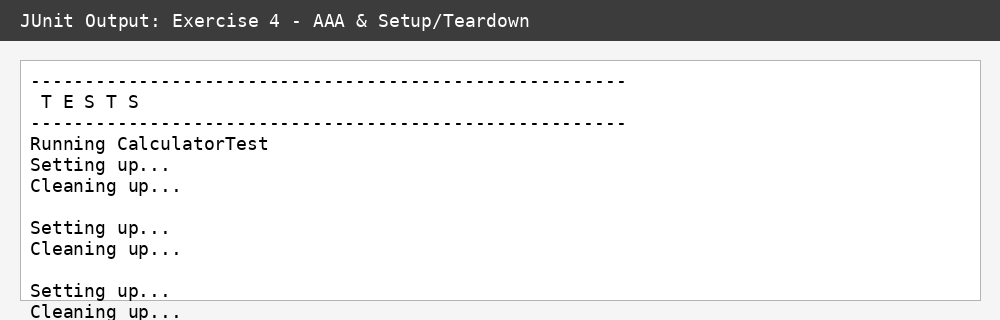 JUnit Output: Exercise 4 - AAA & Setup/Teardown
-------------------------------------------------------
T E S T S
-------------------------------------------------------
Running CalculatorTest
Setting up...
Cleaning up...
Setting up...
Cleaning up...
Setting up...
Cleaning up...